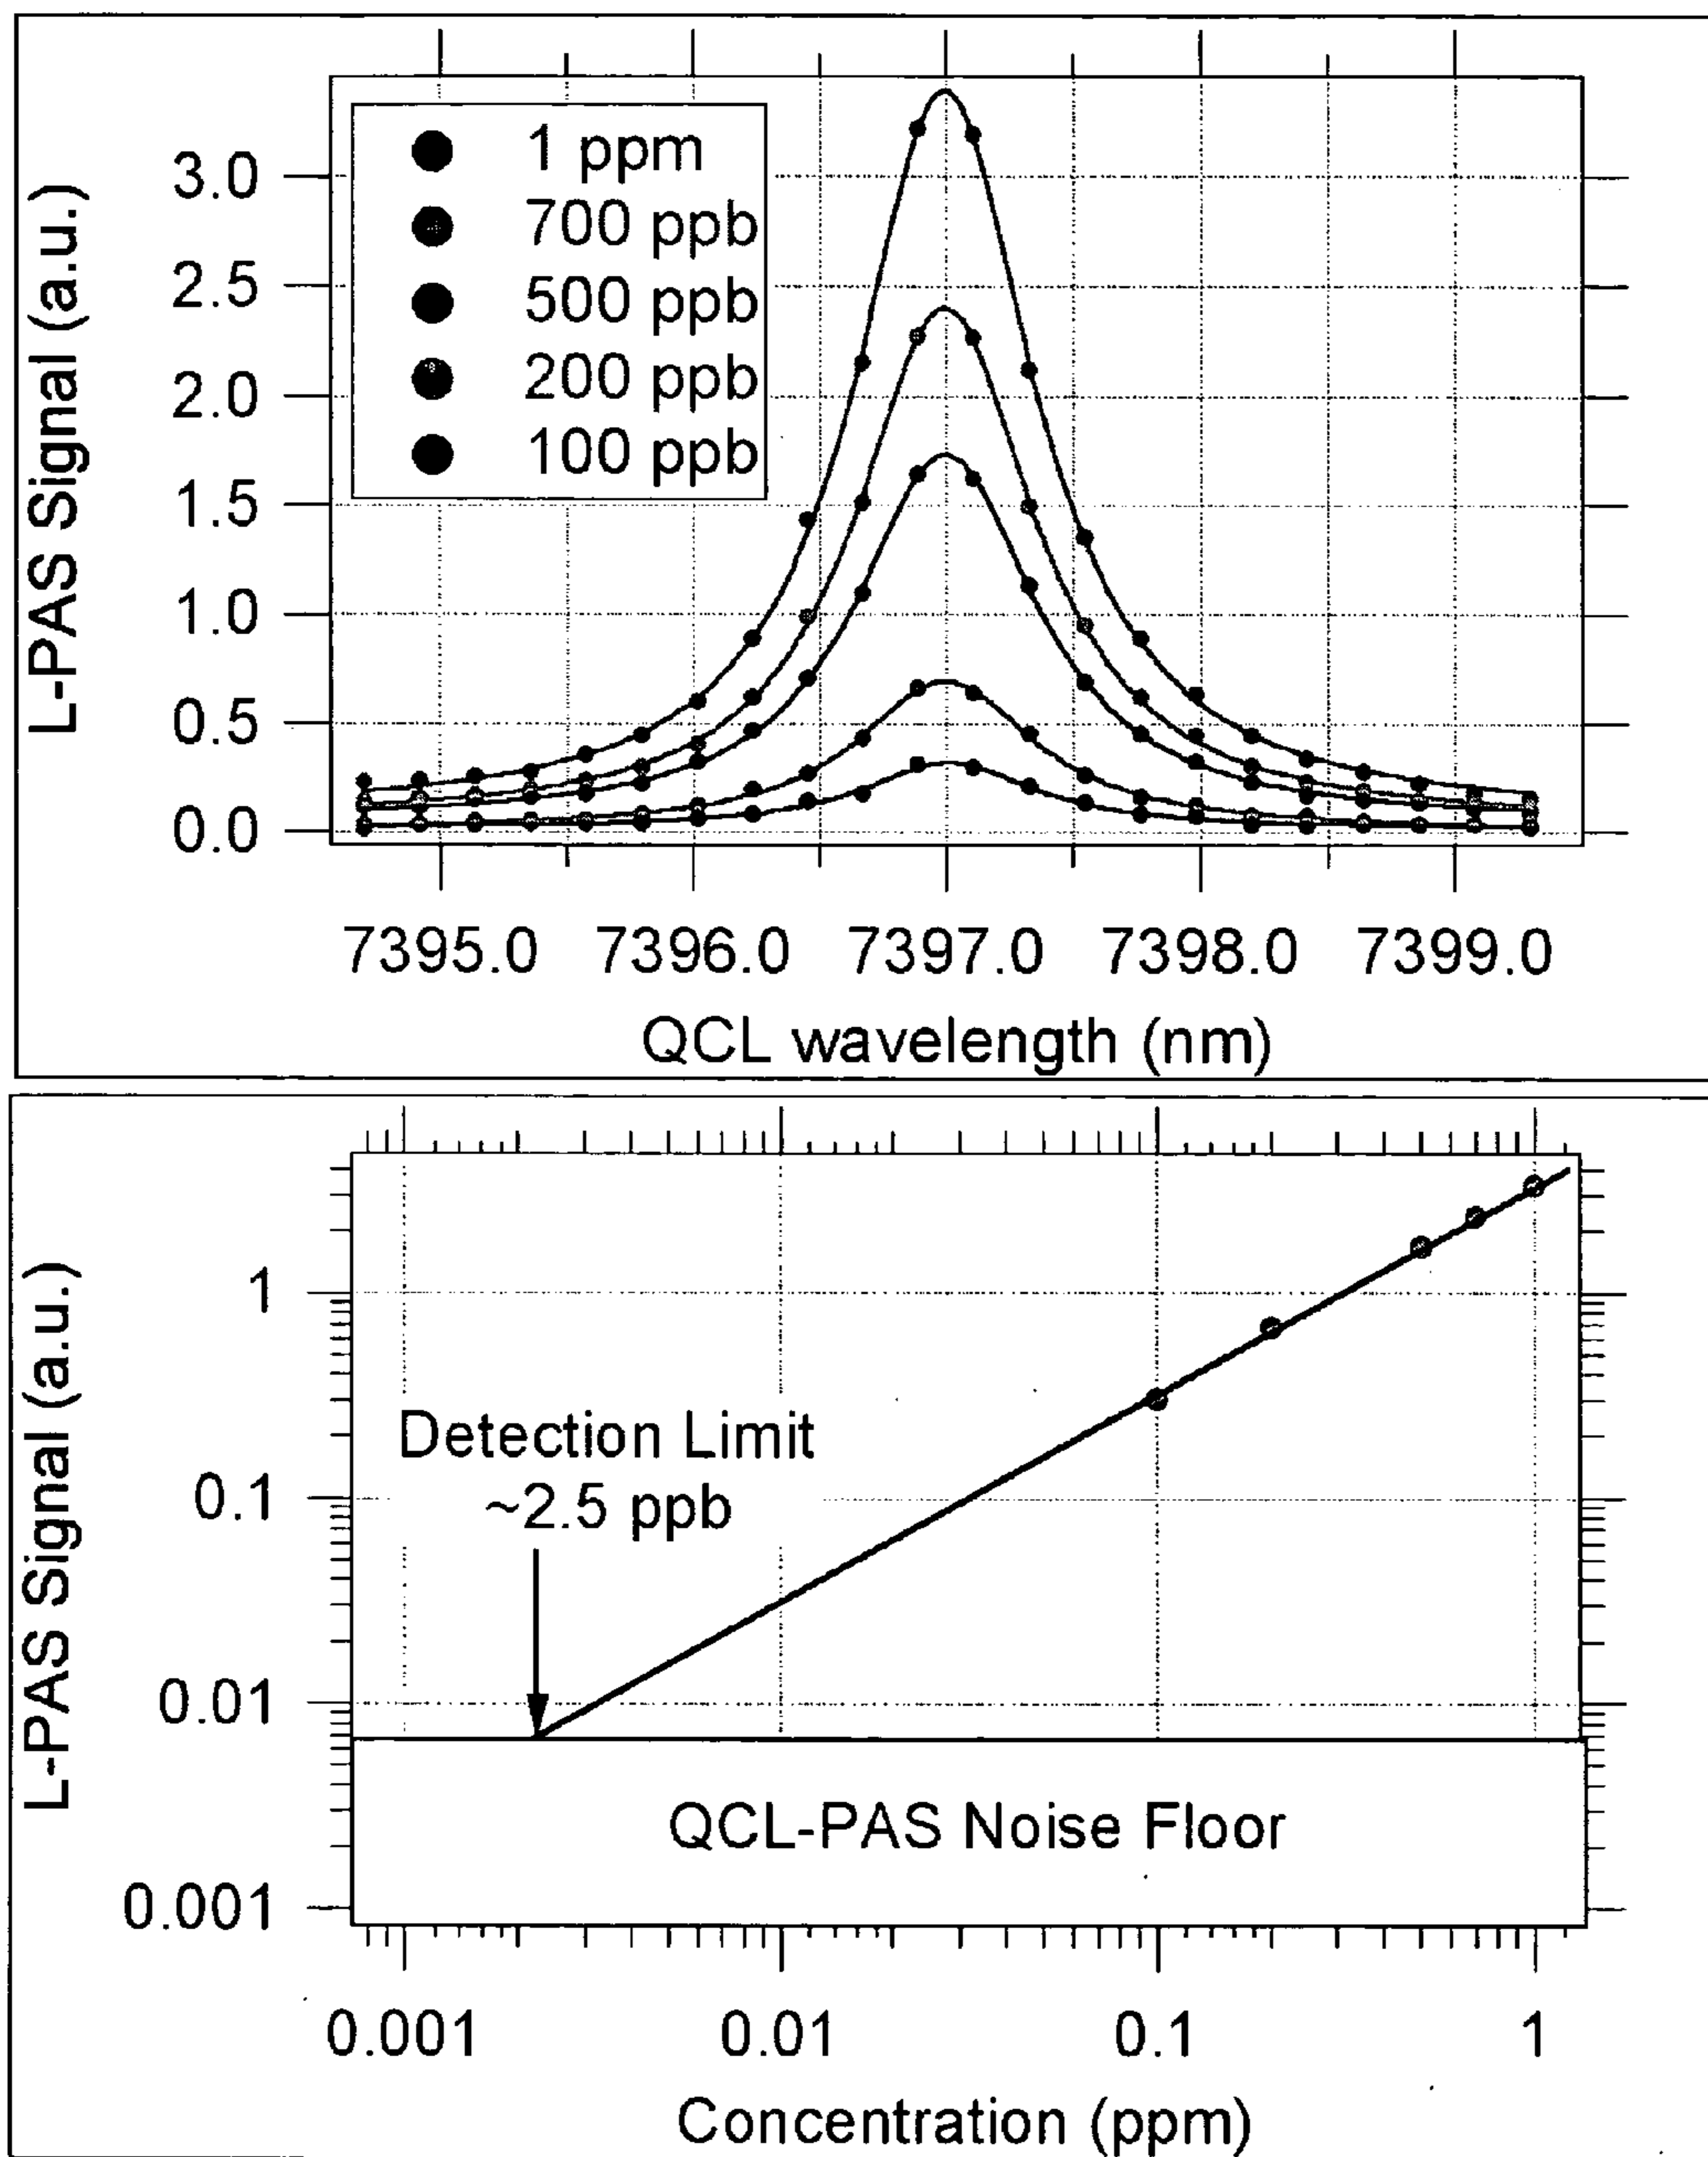 1 ppm
700 ppb
500 ppb
200 ppb
100 ppb
L-PAS Signal (a.u.)
3.0
2.5
2.0
1.5
1.0
0.5
0.0
7395.0 7396.0 7397.0 7398.0 7399.0
QCL wavelength (nm)
L-PAS Signal (a.u.)
1
0.1
0.01
0.001
Detection Limit
~2.5 ppb
QCL-PAS Noise Floor
0.001 0.01 0.1 1
Concentration (ppm)